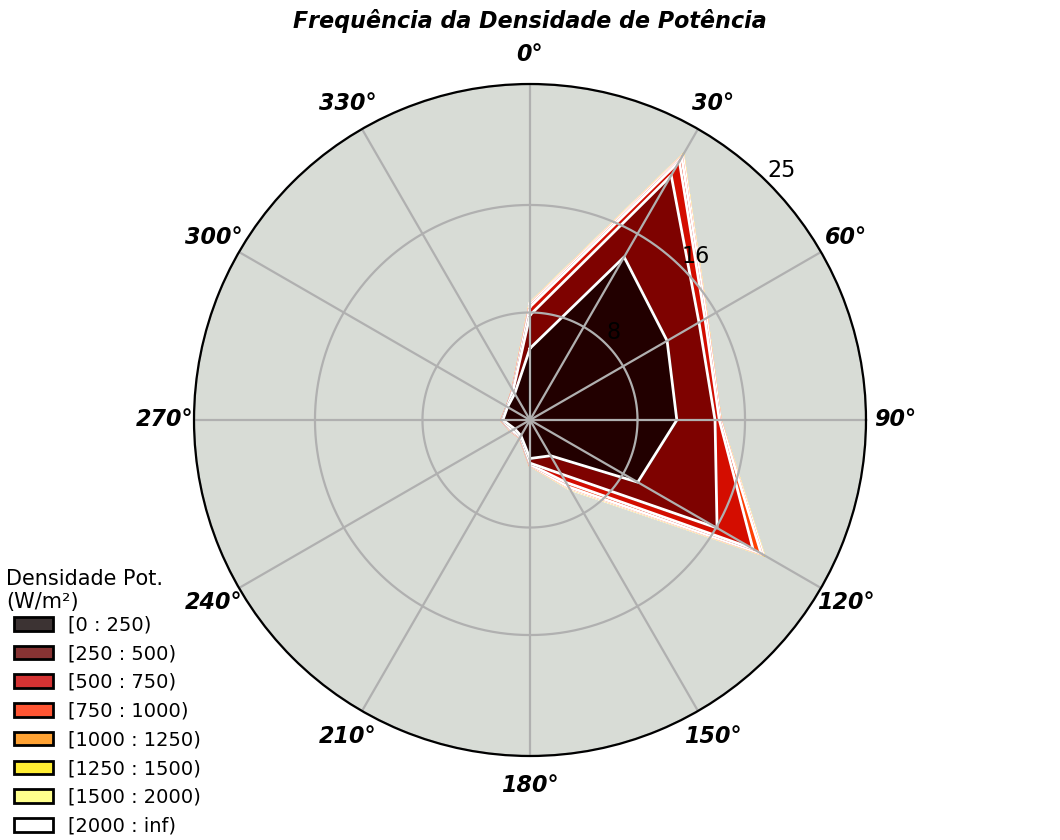 Frequência da Densidade de Potência
0°
330°
30°
25
300°
60°
16
8
270°
90°
Densidade Pot.
(W/m²)
240°
120°
[0 : 250)
[250 : 500)
[500 : 750)
[750 : 1000)
210°
150°
[1000 : 1250)
[1250 : 1500)
180°
[1500 : 2000)
[2000 : inf)